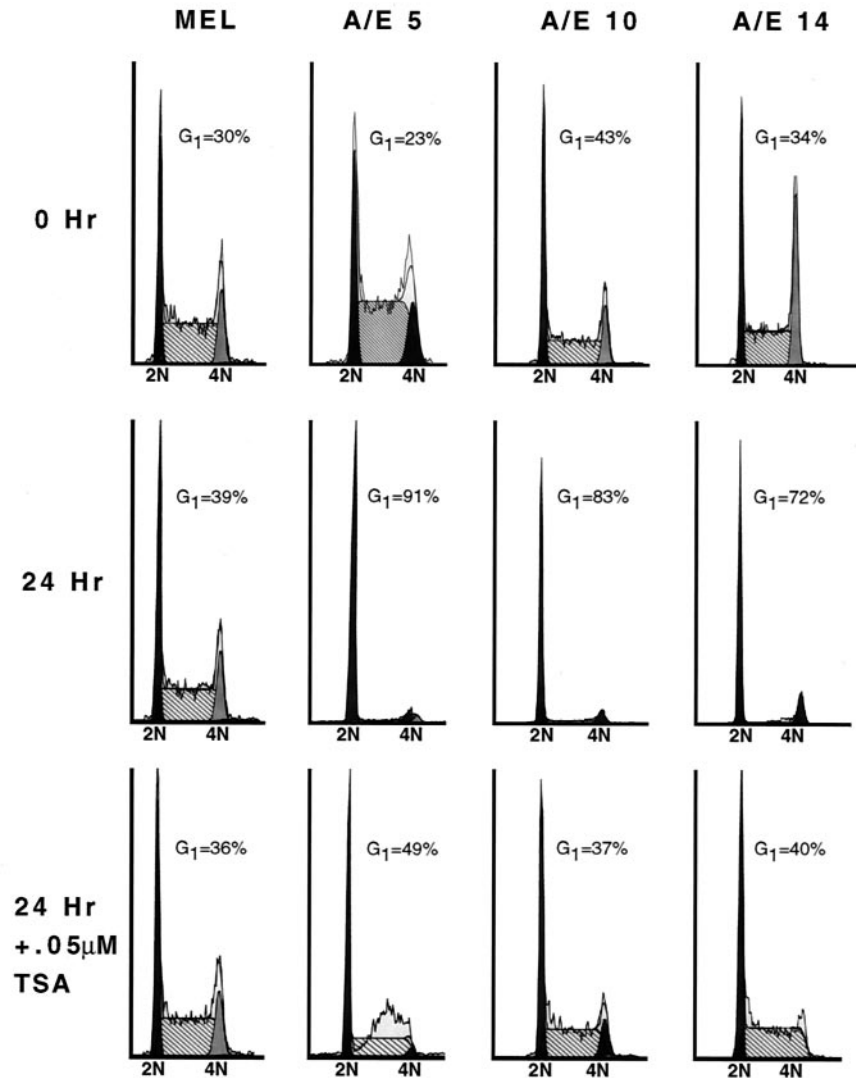 MEL A/E 5 A/E 10 A/E 14
0 Hr
G1=30% G1=23% G1=43% G1=34%
2N 4N 2N 4N 2N 4N 2N 4N
24 Hr
G1=39% G1=91% G1=83% G1=72%
2N 4N 2N 4N 2N 4N 2N 4N
24 Hr
+.05μM
TSA
G1=36% G1=49% G1=37% G1=40%
2N 4N 2N 4N 2N 4N 2N 4N